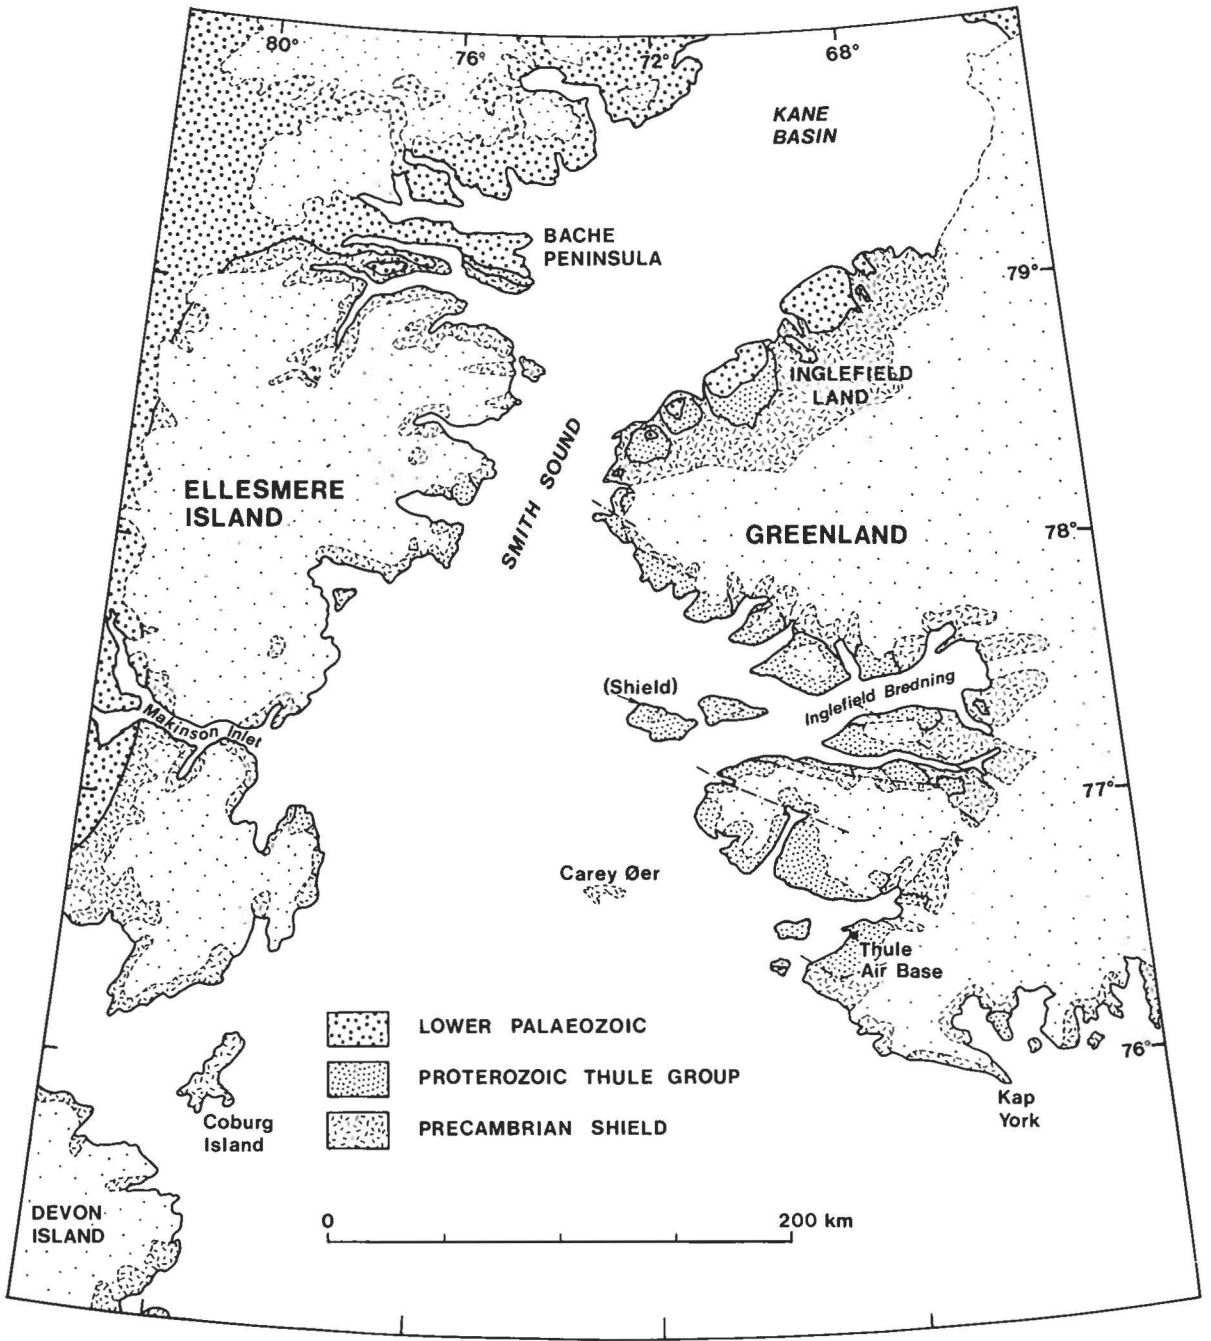 80°
76°
72°
68°
KANE
BASIN
BACHE
PENINSULA
79°
INGLEFIELD
LAND
SMITH SOUND
ELLESMERE
ISLAND
GREENLAND
78°
(Shield)
Inglefield Bredning
Makinson Inlet
77°
Carey Øer
Thule
Air Base
LOWER PALAEOZOIC
76°
PROTEROZOIC THULE GROUP
Kap
York
PRECAMBRIAN SHIELD
Coburg
Island
DEVON
ISLAND
0
200 km